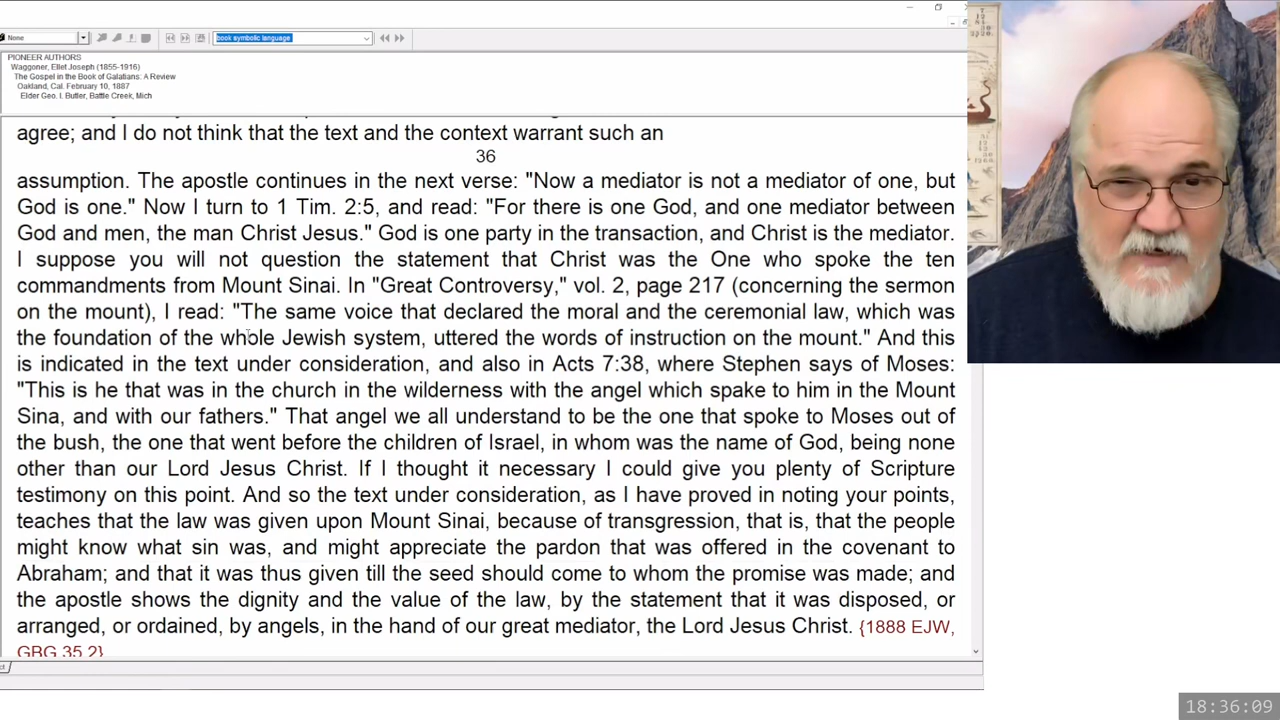 None
book symbolic language
PIONEER AUTHORS
Waggoner, Ellet Joseph (1855-1916)
The Gospel in the Book of Galatians: A Review
Oakland, Cal. February 10, 1887
Elder Geo. I. Butler, Battle Creek, Mich
agree; and I do not think that the text and the context warrant such an
36
assumption. The apostle continues in the next verse: "Now a mediator is not a mediator of one, but
God is one." Now I turn to 1 Tim. 2:5, and read: "For there is one God, and one mediator between
God and men, the man Christ Jesus." God is one party in the transaction, and Christ is the mediator.
I suppose you will not question the statement that Christ was the One who spoke the ten
commandments from Mount Sinai. In "Great Controversy," vol. 2, page 217 (concerning the sermon
on the mount), I read: "The same voice that declared the moral and the ceremonial law, which was
the foundation of the whole Jewish system, uttered the words of instruction on the mount." And this
is indicated in the text under consideration, and also in Acts 7:38, where Stephen says of Moses:
"This is he that was in the church in the wilderness with the angel which spake to him in the Mount
Sina, and with our fathers." That angel we all understand to be the one that spoke to Moses out of
the bush, the one that went before the children of Israel, in whom was the name of God, being none
other than our Lord Jesus Christ. If I thought it necessary I could give you plenty of Scripture
testimony on this point. And so the text under consideration, as I have proved in noting your points,
teaches that the law was given upon Mount Sinai, because of transgression, that is, that the people
might know what sin was, and might appreciate the pardon that was offered in the covenant to
Abraham; and that it was thus given till the seed should come to whom the promise was made; and
the apostle shows the dignity and the value of the law, by the statement that it was disposed, or
arranged, or ordained, by angels, in the hand of our great mediator, the Lord Jesus Christ. {1888 EJW,
GBG 35.2}
18:36:09